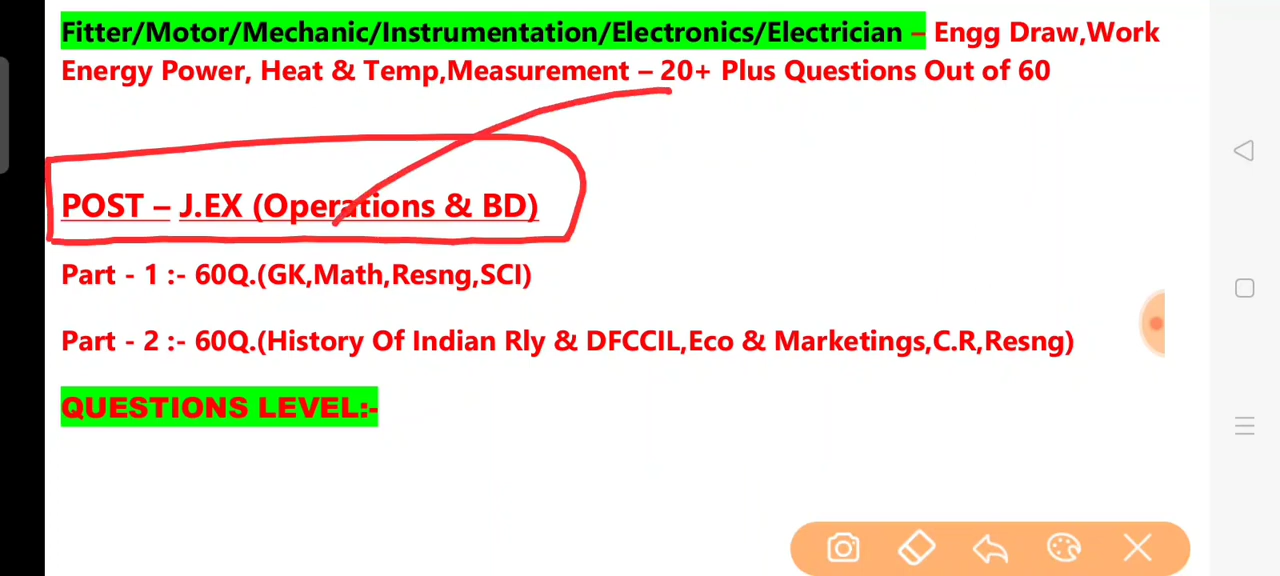 Fitter/Motor/Mechanic/Instrumentation/Electronics/Electrician – Engg Draw,Work
Energy Power, Heat & Temp,Measurement – 20+ Plus Questions Out of 60
POST – J.EX (Operations & BD)
Part - 1 :- 60Q.(GK,Math,Resng,SCI)
Part - 2 :- 60Q.(History Of Indian Rly & DFCCIL,Eco & Marketings,C.R,Resng)
QUESTIONS LEVEL:-